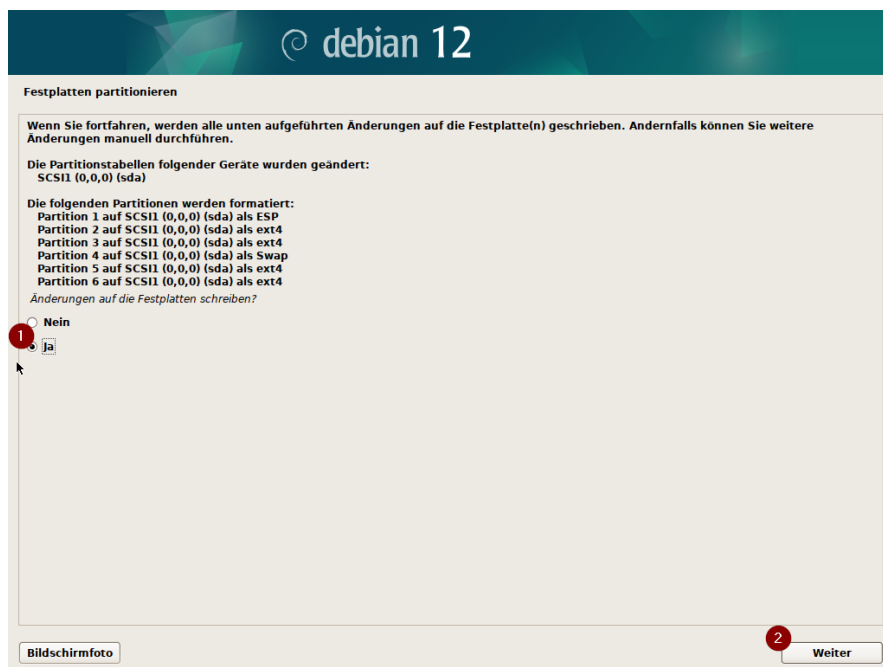 debian 12
Festplatten partitionieren
Wenn Sie fortfahren, werden alle unten aufgeführten Änderungen auf die Festplatte(n) geschrieben. Andernfalls können Sie weitere
Änderungen manuell durchführen.
Die Partitionstabellen folgender Geräte wurden geändert:
SCSI1 (0,0,0) (sda)
Die folgenden Partitionen werden formatiert:
Partition 1 auf SCSI1 (0,0,0) (sda) als ESP
Partition 2 auf SCSI1 (0,0,0) (sda) als ext4
Partition 3 auf SCSI1 (0,0,0) (sda) als ext4
Partition 4 auf SCSI1 (0,0,0) (sda) als Swap
Partition 5 auf SCSI1 (0,0,0) (sda) als ext4
Partition 6 auf SCSI1 (0,0,0) (sda) als ext4
Änderungen auf die Festplatten schreiben?
Nein
1
Ja
2
Bildschirmfoto
Weiter